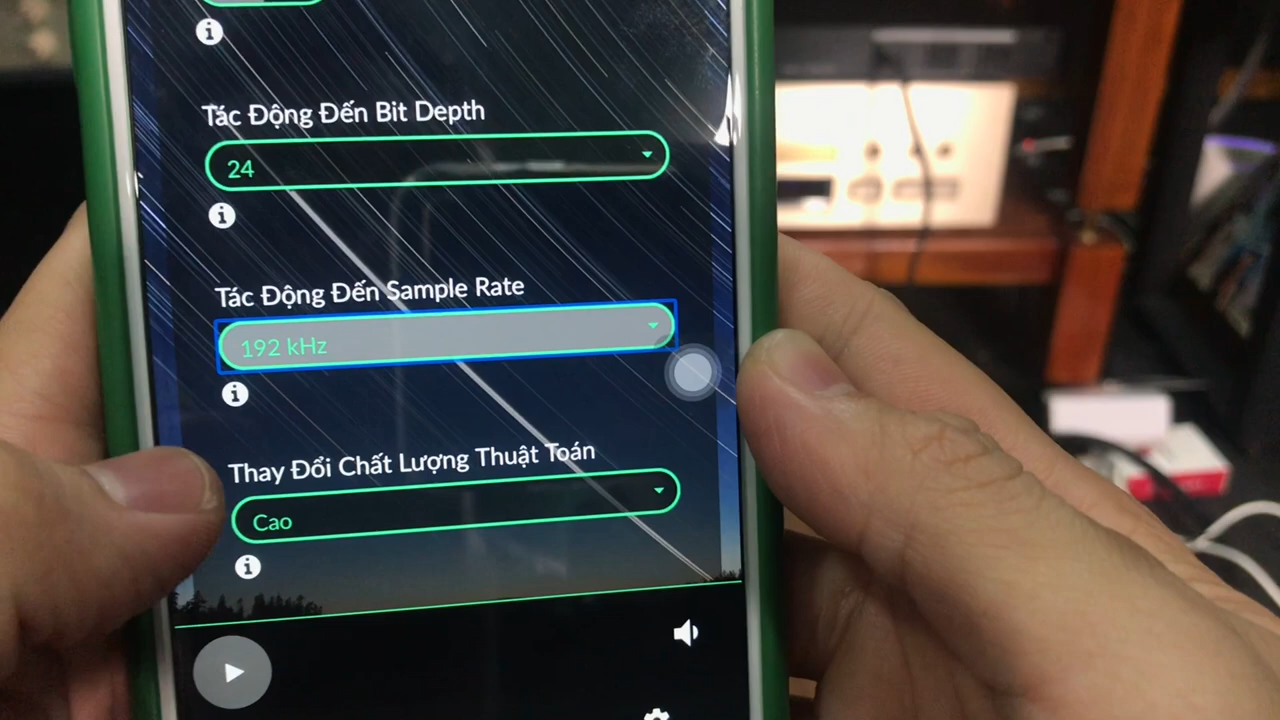 Tác Động Đến Bit Depth
24
Tác Động Đến Sample Rate
192 kHz
Thay Đổi Chất Lượng Thuật Toán
Cao